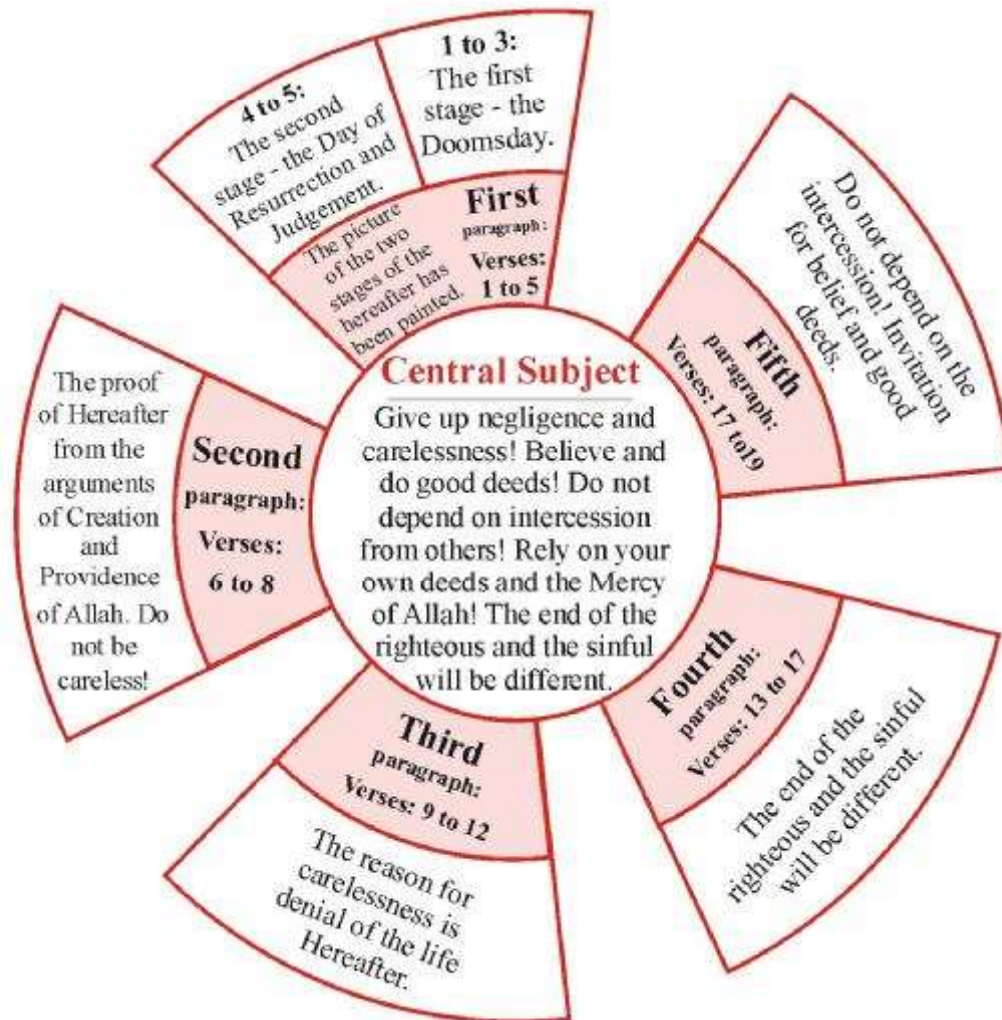 Central Subject
Give up negligence and
carelessness! Believe and
do good deeds! Do not
depend on intercession
from others! Rely on your
own deeds and the Mercy
of Allah! The end of the
righteous and the sinful
will be different.
First
paragraph:
Verses:
1 to 5
The picture
of the two
stages of the
hereafter has
been painted.
1 to 3:
The first
stage - the
Doomsday.
4 to 5:
The second
stage - the Day of
Resurrection and
Judgement.
Second
paragraph:
Verses:
6 to 8
The proof
of Hereafter
from the
arguments
of Creation
and
Providence
of Allah. Do
not be
careless!
Third
paragraph:
Verses: 9 to 12
The reason for
carelessness is
denial of the life
Hereafter.
Fourth
paragraph:
Verses: 13 to 17
The end of the
righteous and the sinful
will be different.
Fifth
paragraph:
Verses: 17 to19
Do not depend on the
intercession! Invitation
for belief and good
deeds.